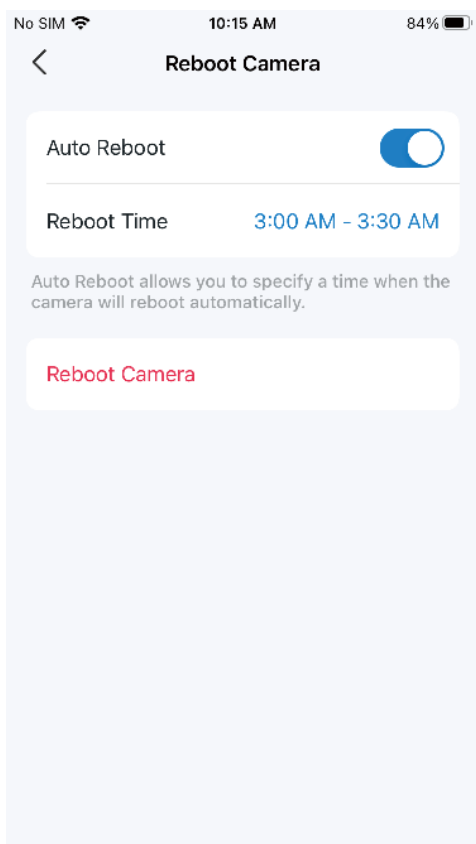 No SIM 10:15 AM 84%
Reboot Camera
Auto Reboot
Reboot Time 3:00 AM - 3:30 AM
Auto Reboot allows you to specify a time when the
camera will reboot automatically.
Reboot Camera